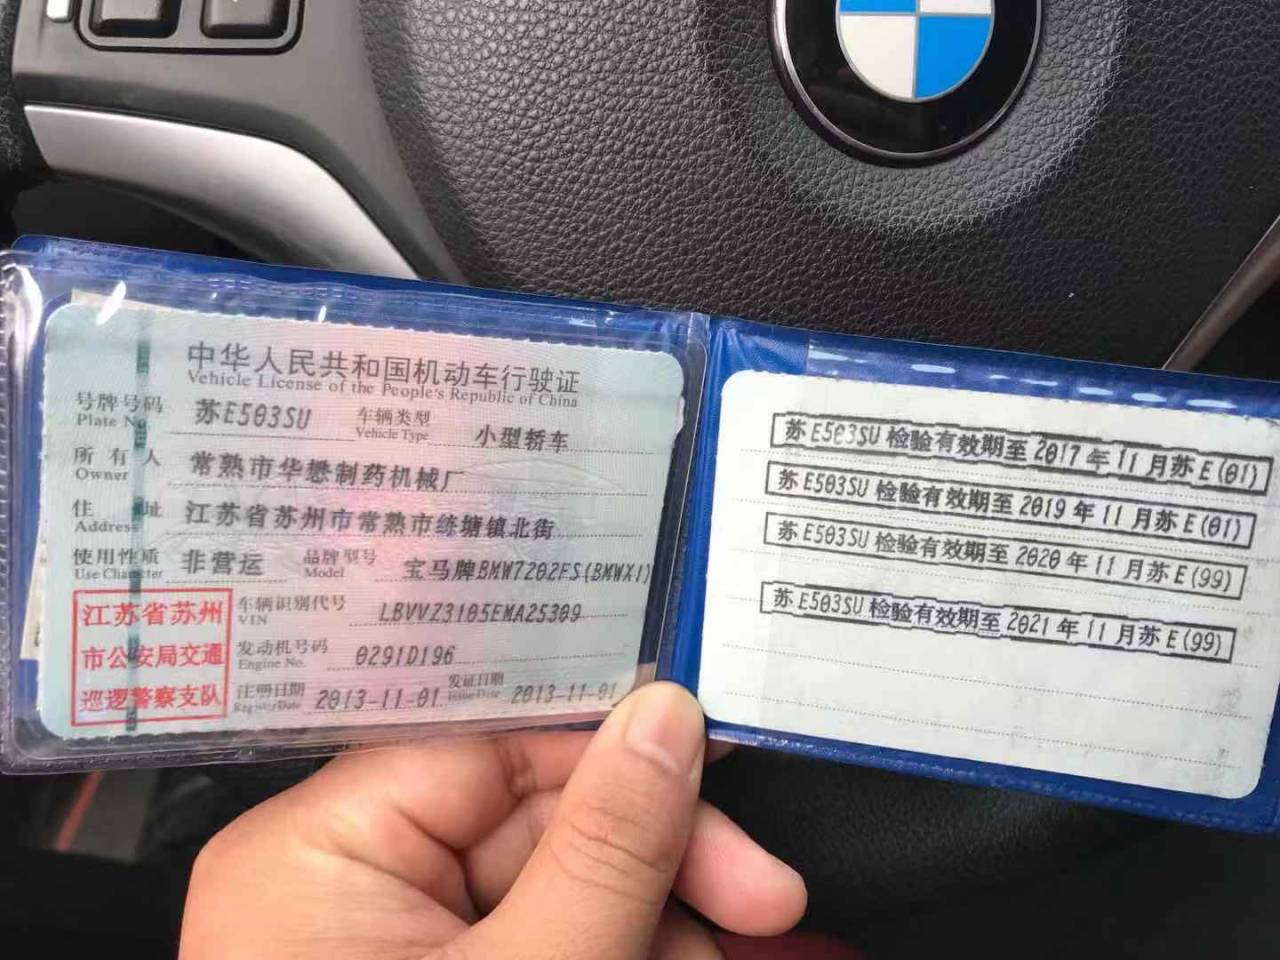 中华人民共和国机动车行驶证
Vehicle License of the People's Republic of China
号牌号码 苏E503SU 车辆类型 小型轿车
Plate No. Vehicle Type
所有人 常熟市华懋制药机械厂
Owner
住址 江苏省苏州市常熟市练塘镇北街
Address
使用性质 非营运 品牌型号 宝马牌BMW7202FS(BMWX1)
Use Character Model
江苏省苏州
市公安局交通
巡逻警察支队
车辆识别代号 LBVVZ3105EMA25309
VIN
发动机号码 0291D196
Engine No.
注册日期 2013-11-01 发证日期 2013-11-01
Register Date Issue Date
苏E503SU检验有效期至2017年11月苏E(01)
苏E503SU检验有效期至2019年11月苏E(01)
苏E503SU检验有效期至2020年11月苏E(99)
苏E503SU检验有效期至2021年11月苏E(99)